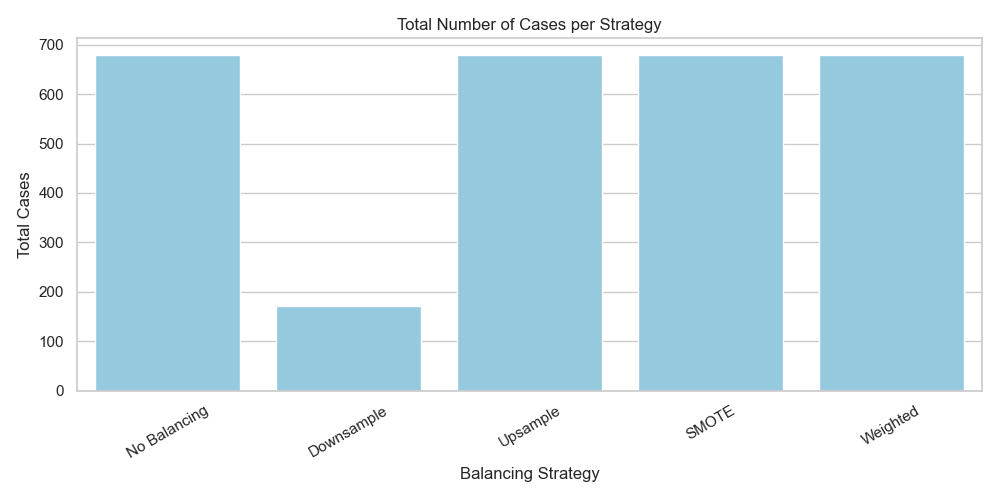 Total Number of Cases per Strategy
Total Cases
700
600
500
400
300
200
100
0
No Balancing
Downsample
Upsample
SMOTE
Weighted
Balancing Strategy